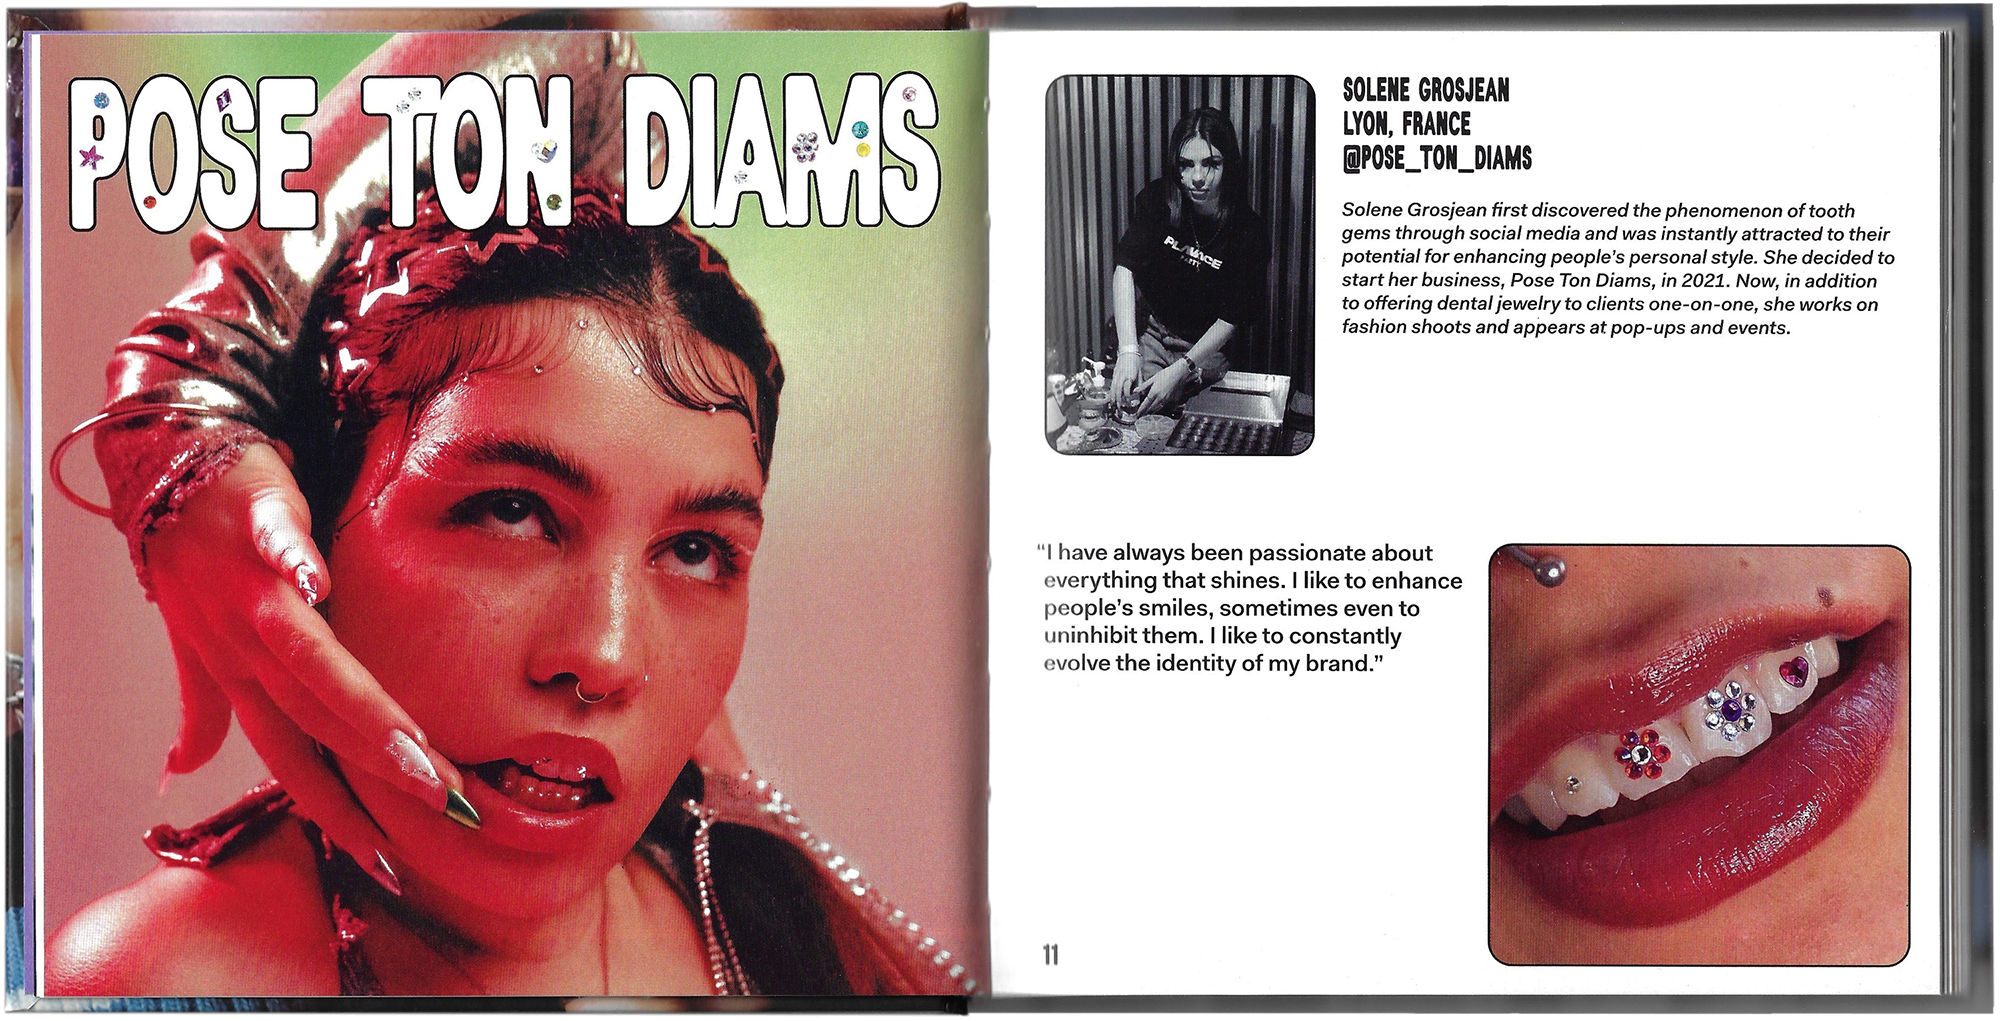 POSE TON DIAMS
SOLENE GROSJEAN
LYON, FRANCE
@POSE_TON_DIAMS
Solene Grosjean first discovered the phenomenon of tooth
gems through social media and was instantly attracted to their
potential for enhancing people's personal style. She decided to
start her business, Pose Ton Diams, in 2021. Now, in addition
to offering dental jewelry to clients one-on-one, she works on
fashion shoots and appears at pop-ups and events.
“I have always been passionate about
everything that shines. I like to enhance
people's smiles, sometimes even to
uninhibit them. I like to constantly
evolve the identity of my brand.”
11